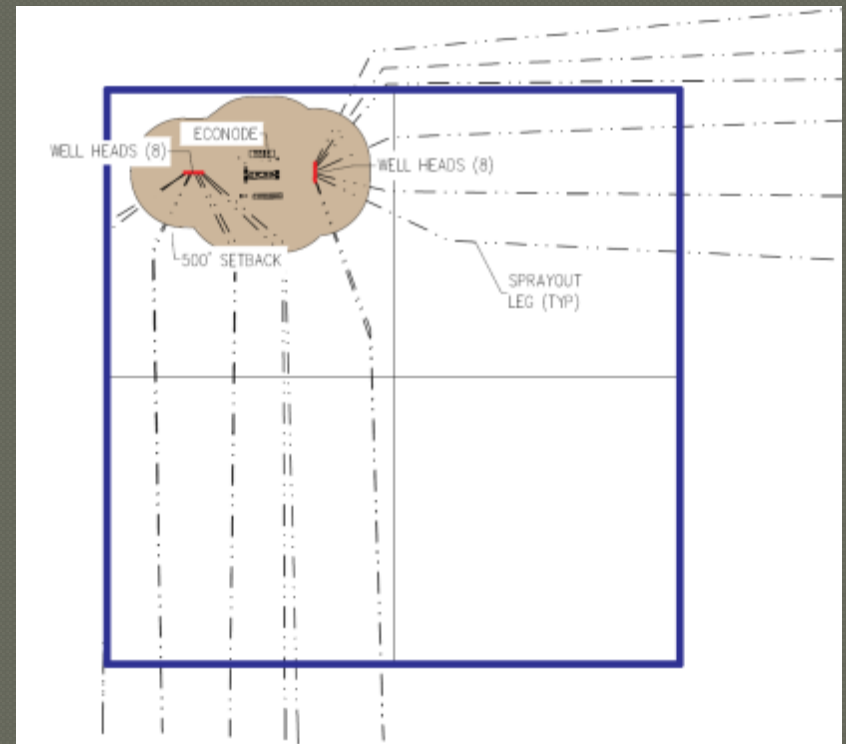 ECONODE
WELL HEADS (8)
WELL HEADS (8)
500' SETBACK
SPRAYOUT
LEG (TYP)